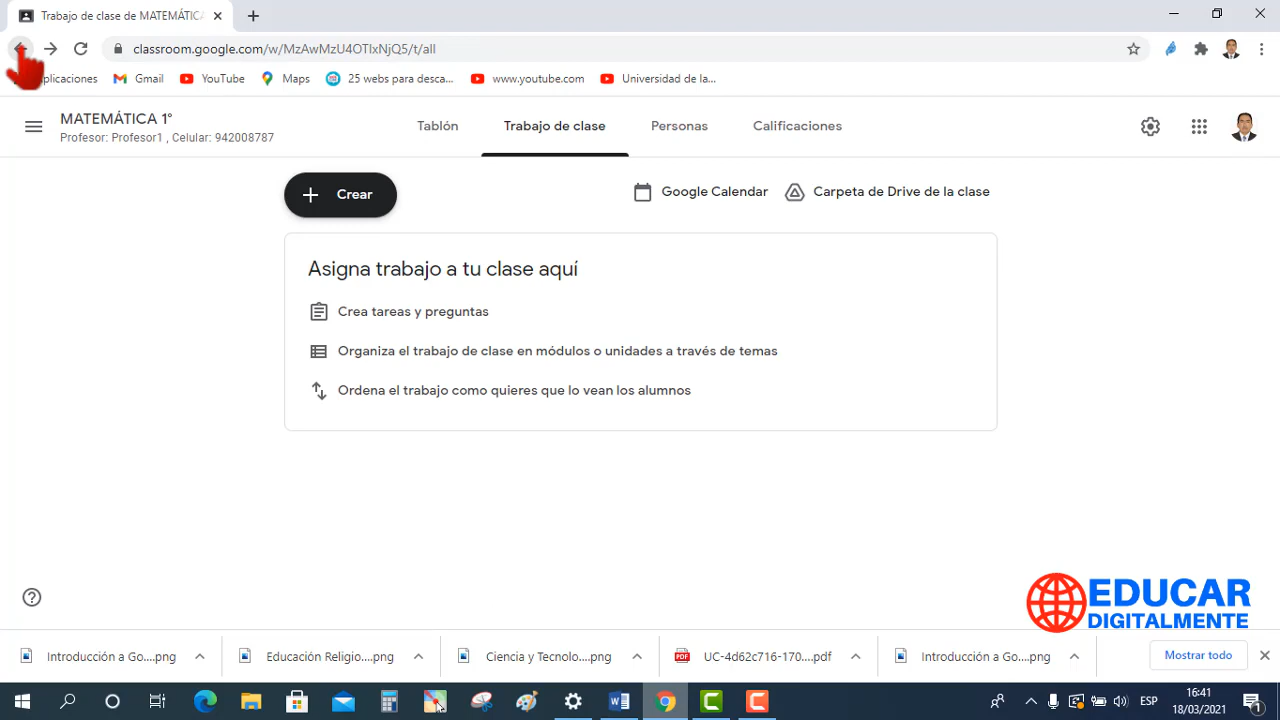 Trabajo de clase de MATEMÁTICA
classroom.google.com/w/MzAwMzU4OTIxNjQ5/t/all
plicaciones
Gmail
YouTube
Maps
25 webs para desca...
www.youtube.com
Universidad de la...
MATEMÁTICA 1°
Profesor: Profesor1 , Celular: 942008787
Tablón
Trabajo de clase
Personas
Calificaciones
Crear
Google Calendar
Carpeta de Drive de la clase
Asigna trabajo a tu clase aquí
Crea tareas y preguntas
Organiza el trabajo de clase en módulos o unidades a través de temas
Ordena el trabajo como quieres que lo vean los alumnos
EDUCAR
DIGITALMENTE
Introducción a Go....png
Educación Religio....png
Ciencia y Tecnolo....png
UC-4d62c716-170....pdf
Introducción a Go....png
Mostrar todo
ESP
16:41
18/03/2021
1